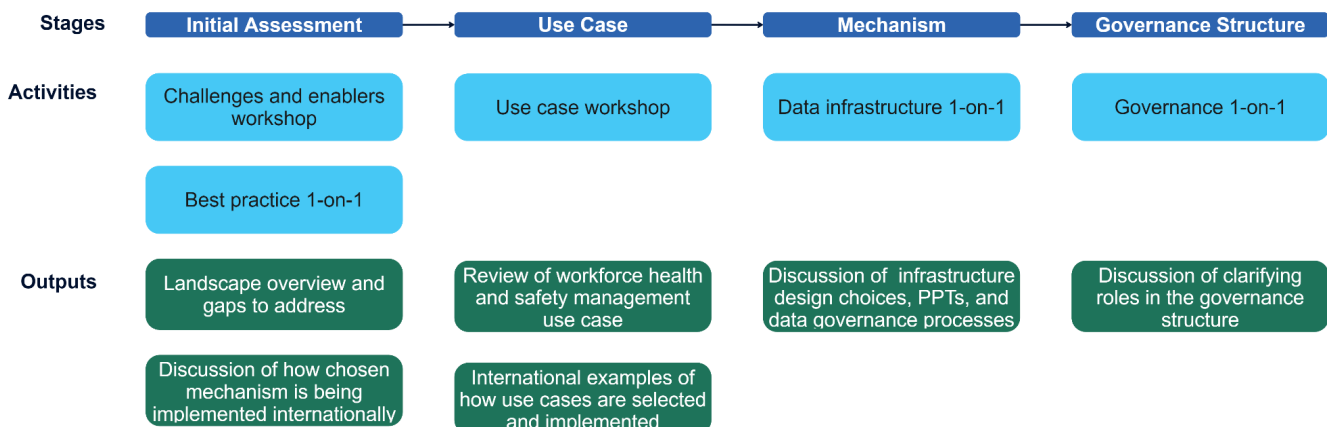 Stages
Initial Assessment
Use Case
Mechanism
Governance Structure
Activities
Challenges and enablers
workshop
Use case workshop
Data infrastructure 1-on-1
Governance 1-on-1
Best practice 1-on-1
Outputs
Landscape overview and
gaps to address
Review of workforce health
and safety management
use case
Discussion of  infrastructure
design choices, PPTs, and
data governance processes
Discussion of clarifying
roles in the governance
structure
Discussion of how chosen
mechanism is being
implemented internationally
International examples of
how use cases are selected
and implemented